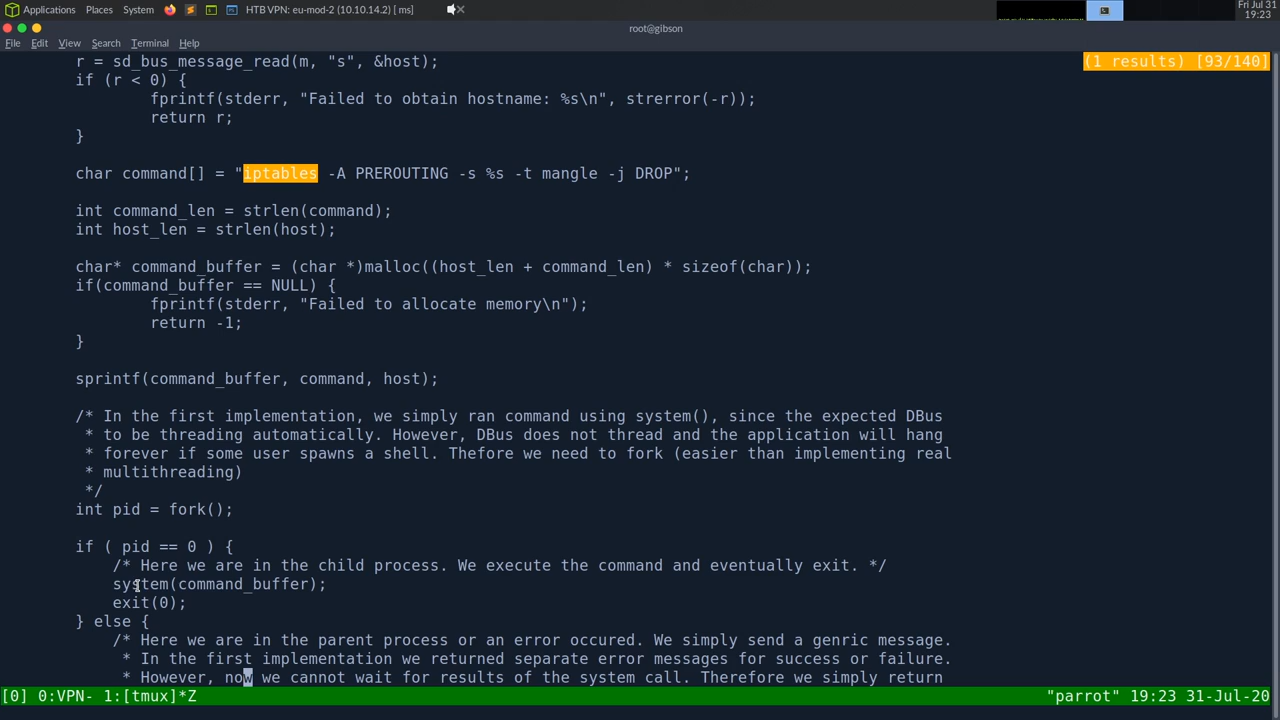 Applications Places System HTB VPN: eu-mod-2 (10.10.14.2) [ ms] Fri Jul 31
19:23
root@gibson
File Edit View Search Terminal Help
r = sd_bus_message_read(m, "s", &host); (1 results) [93/140]
if (r < 0) {
fprintf(stderr, "Failed to obtain hostname: %s\n", strerror(-r));
return r;
}
char command[] = "iptables -A PREROUTING -s %s -t mangle -j DROP";
int command_len = strlen(command);
int host_len = strlen(host);
char* command_buffer = (char *)malloc((host_len + command_len) * sizeof(char));
if(command_buffer == NULL) {
fprintf(stderr, "Failed to allocate memory\n");
return -1;
}
sprintf(command_buffer, command, host);
/* In the first implementation, we simply ran command using system(), since the expected DBus
* to be threading automatically. However, DBus does not thread and the application will hang
* forever if some user spawns a shell. Thefore we need to fork (easier than implementing real
* multithreading)
*/
int pid = fork();
if ( pid == 0 ) {
/* Here we are in the child process. We execute the command and eventually exit. */
system(command_buffer);
exit(0);
} else {
/* Here we are in the parent process or an error occured. We simply send a genric message.
* In the first implementation we returned separate error messages for success or failure.
* However, now we cannot wait for results of the system call. Therefore we simply return
[0] 0:VPN- 1:[tmux]*Z "parrot" 19:23 31-Jul-20